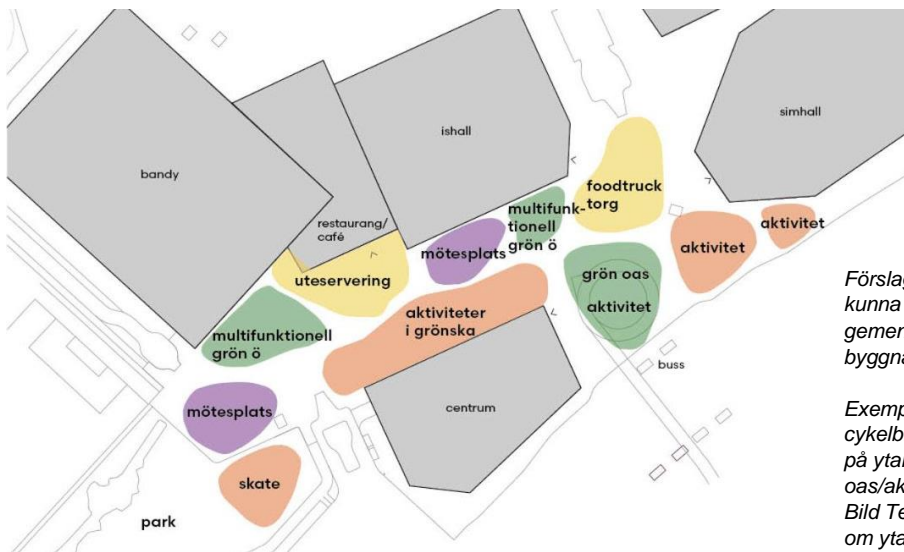 bandy
ishall
simhall
restaurang/
café
foodtruck
torg
multifunk-
tionell
grön ö
mötesplats
aktivitet
aktivitet
uteservering
grön oas
aktivitet
aktiviteter
i grönska
multifunktionell
grön ö
buss
centrum
mötesplats
skate
park
Förslag
kunna
gemen
byggna
Exemp
cykelb
på ytan
oas/ak
Bild Te
om yta